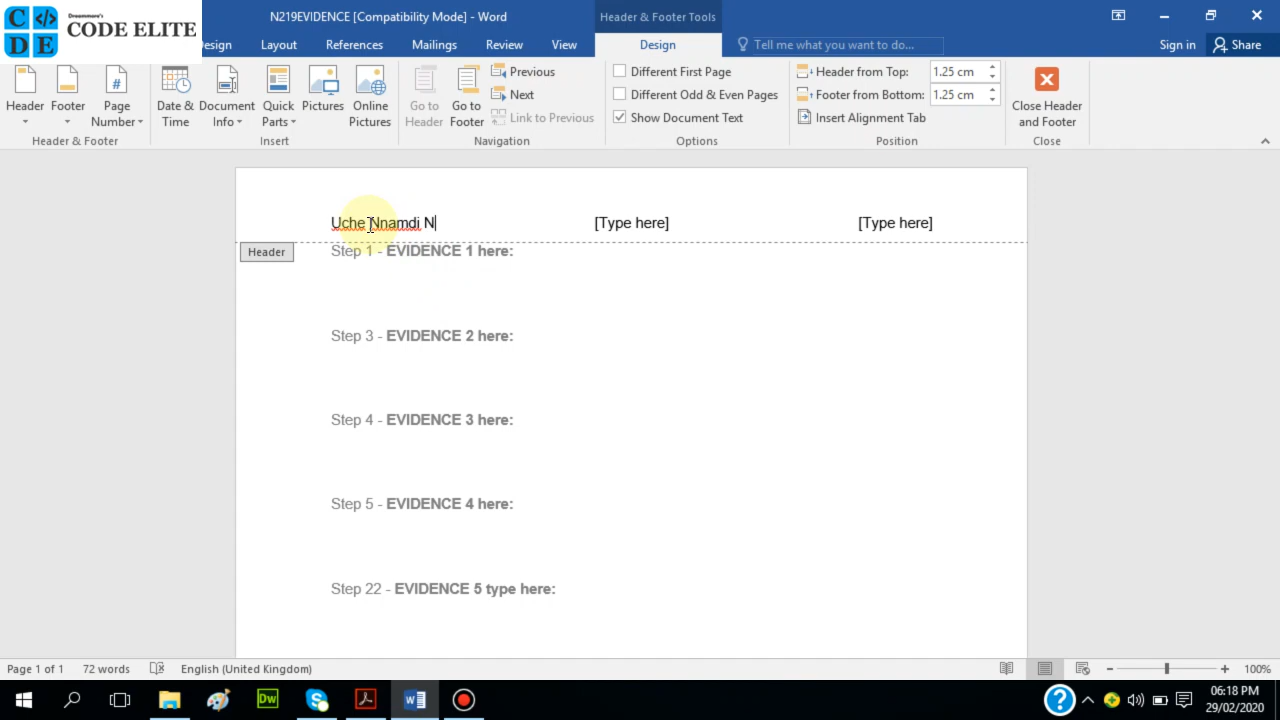 Dreammore's
CODE ELITE
C </>
D E
N219EVIDENCE [Compatibility Mode] - Word
Header & Footer Tools
Design
Layout
References
Mailings
Review
View
Design
Tell me what you want to do...
Sign in
Share
Header
Footer
Page Number
Date & Time
Document Info
Quick Parts
Pictures
Online Pictures
Go to Header
Go to Footer
Previous
Next
Link to Previous
Different First Page
Different Odd & Even Pages
Show Document Text
Header from Top:
1.25 cm
Footer from Bottom:
1.25 cm
Insert Alignment Tab
Close Header and Footer
Header & Footer
Insert
Navigation
Options
Position
Close
Uche Nnamdi N
[Type here]
[Type here]
Header
Step 1 - EVIDENCE 1 here:
Step 3 - EVIDENCE 2 here:
Step 4 - EVIDENCE 3 here:
Step 5 - EVIDENCE 4 here:
Step 22 - EVIDENCE 5 type here:
Page 1 of 1
72 words
English (United Kingdom)
100%
Dw
06:18 PM
29/02/2020